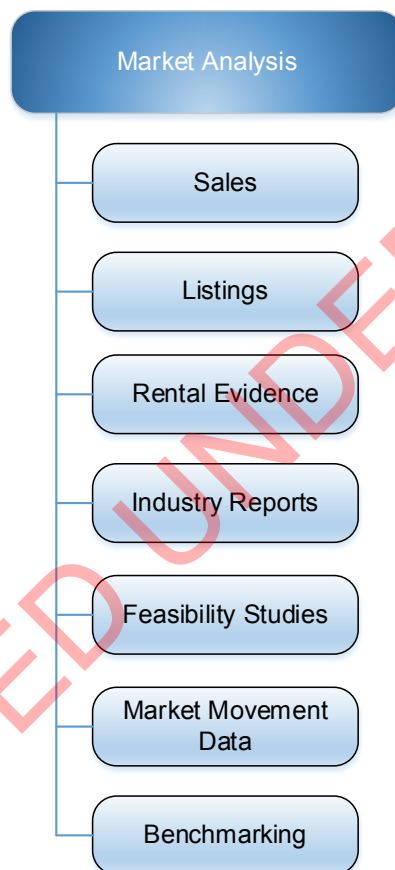 Market Analysis
Sales
Listings
Rental Evidence
Industry Reports
Feasibility Studies
Market Movement
Data
Benchmarking